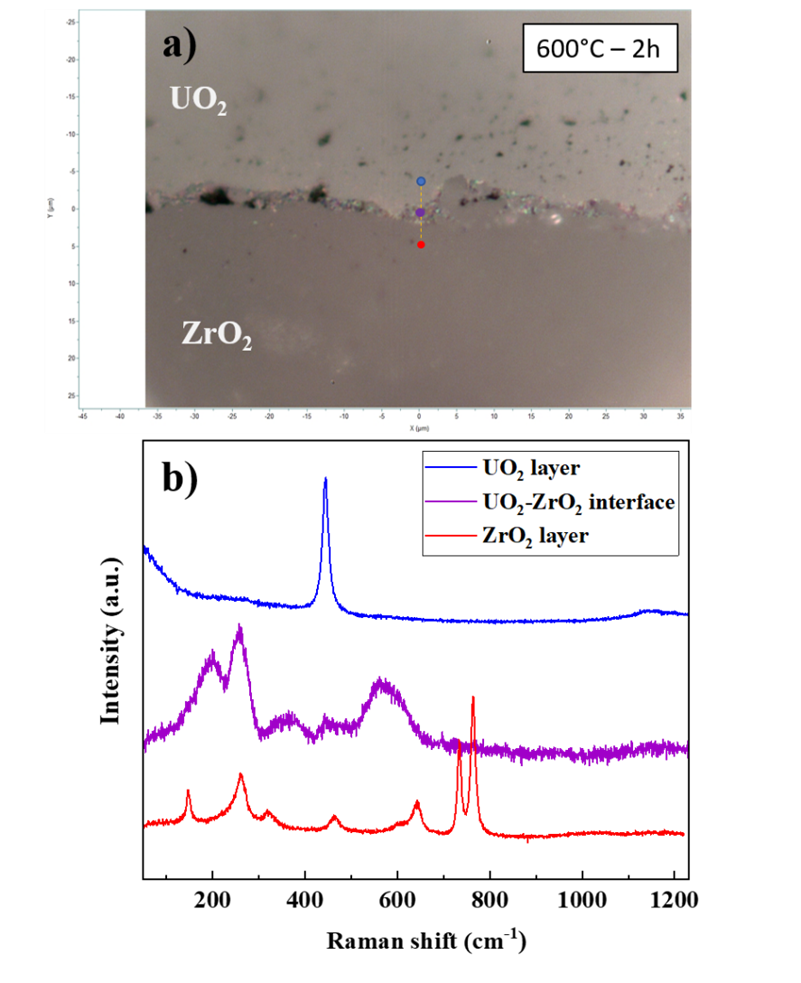 a)
600°C – 2h
UO₂
ZrO₂
-25
-20
-15
-10
-5
0
5
10
15
20
25
Y (µm)
-45 -40 -35 -30 -25 -20 -15 -10 -5 0 5 10 15 20 25 30 35
X (µm)
b)
UO₂ layer
UO₂-ZrO₂ interface
ZrO₂ layer
Intensity (a.u.)
200 400 600 800 1000 1200
Raman shift (cm⁻¹)